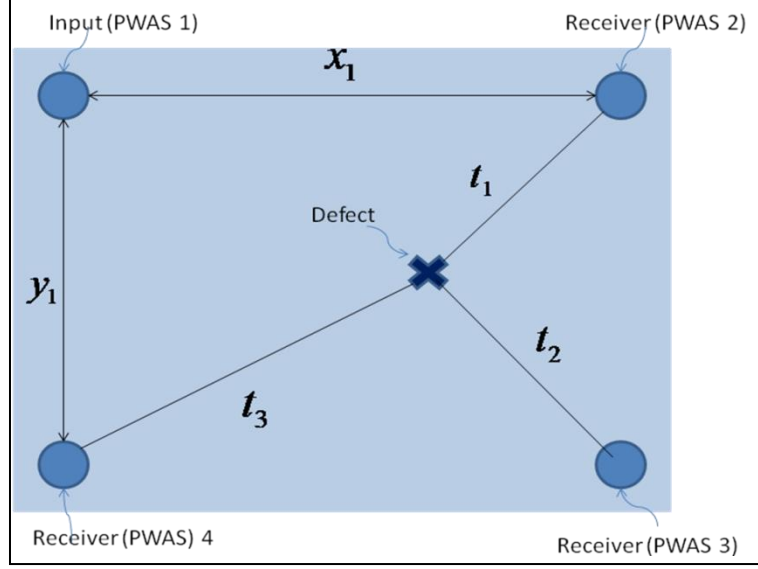 Input (PWAS 1)
Receiver (PWAS 2)
x₁
t₁
Defect
y₁
t₂
t₃
Receiver (PWAS) 4
Receiver (PWAS 3)